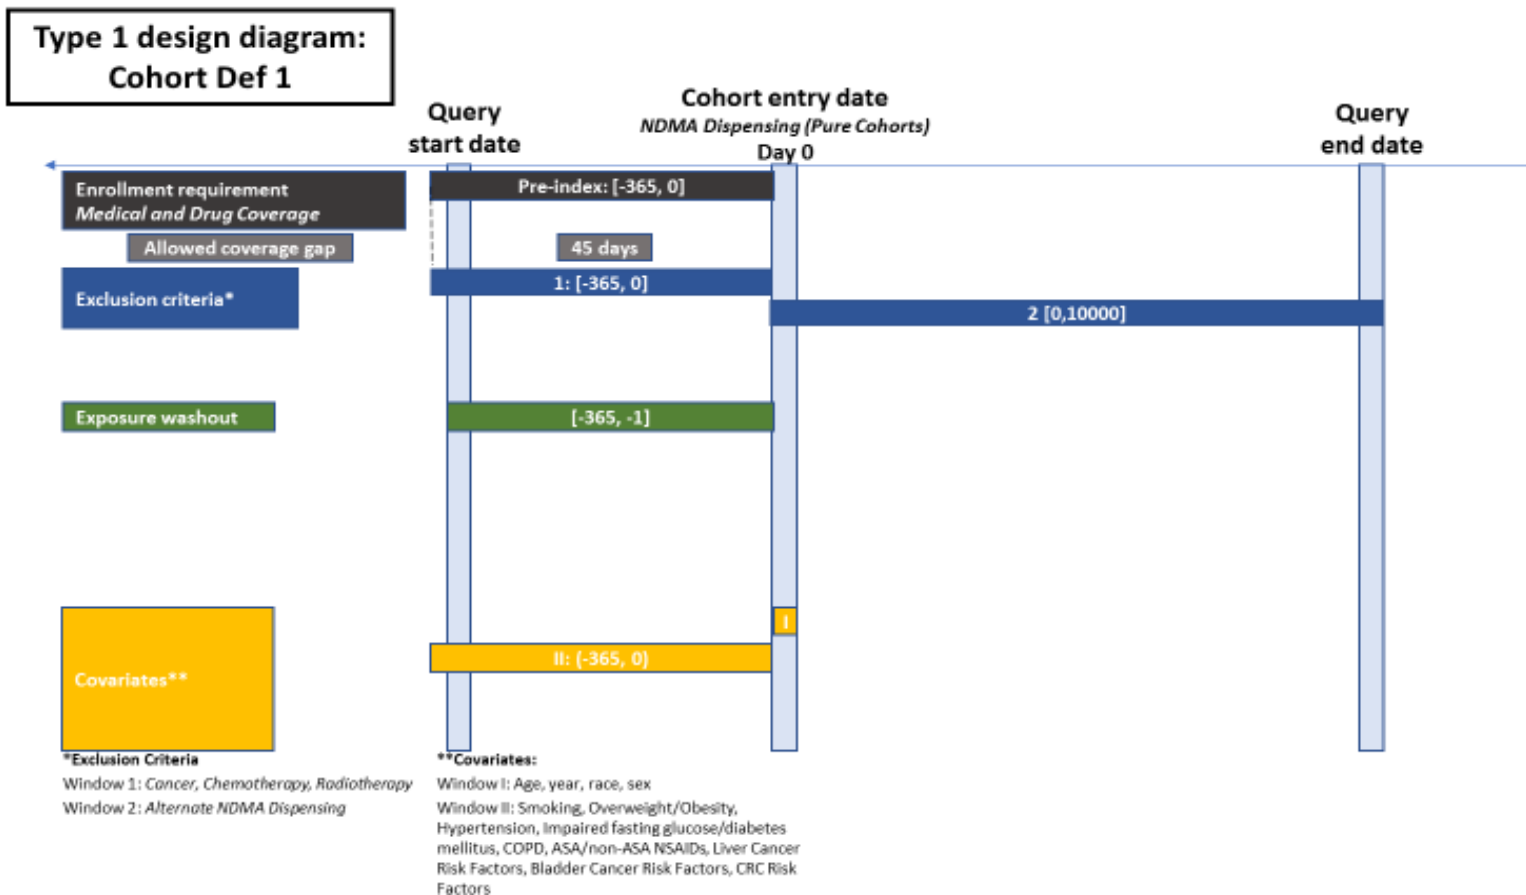 Type 1 design diagram:
Cohort Def 1
Query
start date
Cohort entry date
NDMA Dispensing (Pure Cohorts)
Day 0
Query
end date
Enrollment requirement
Medical and Drug Coverage
Pre-index: [-365, 0]
Allowed coverage gap
45 days
Exclusion criteria*
1: [-365, 0]
2 [0,10000]
Exposure washout
[-365, -1]
Covariates**
I
II: (-365, 0)
*Exclusion Criteria
Window 1: Cancer, Chemotherapy, Radiotherapy
Window 2: Alternate NDMA Dispensing
**Covariates:
Window I: Age, year, race, sex
Window II: Smoking, Overweight/Obesity,
Hypertension, Impaired fasting glucose/diabetes
mellitus, COPD, ASA/non-ASA NSAIDs, Liver Cancer
Risk Factors, Bladder Cancer Risk Factors, CRC Risk
Factors